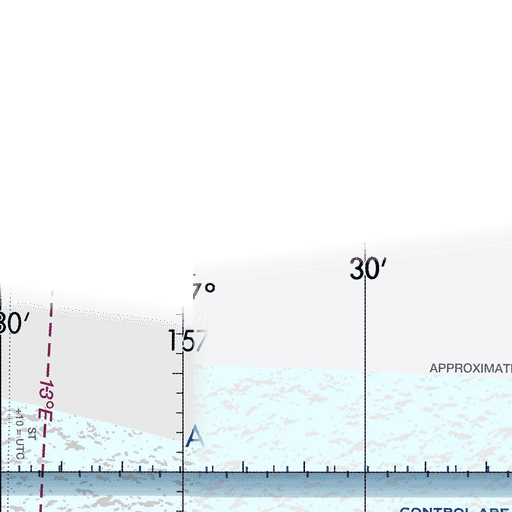 30′
7°
30′
157
APPROXIMAT
13°E
ST
+10 = UTC
A
CONTROL ARE